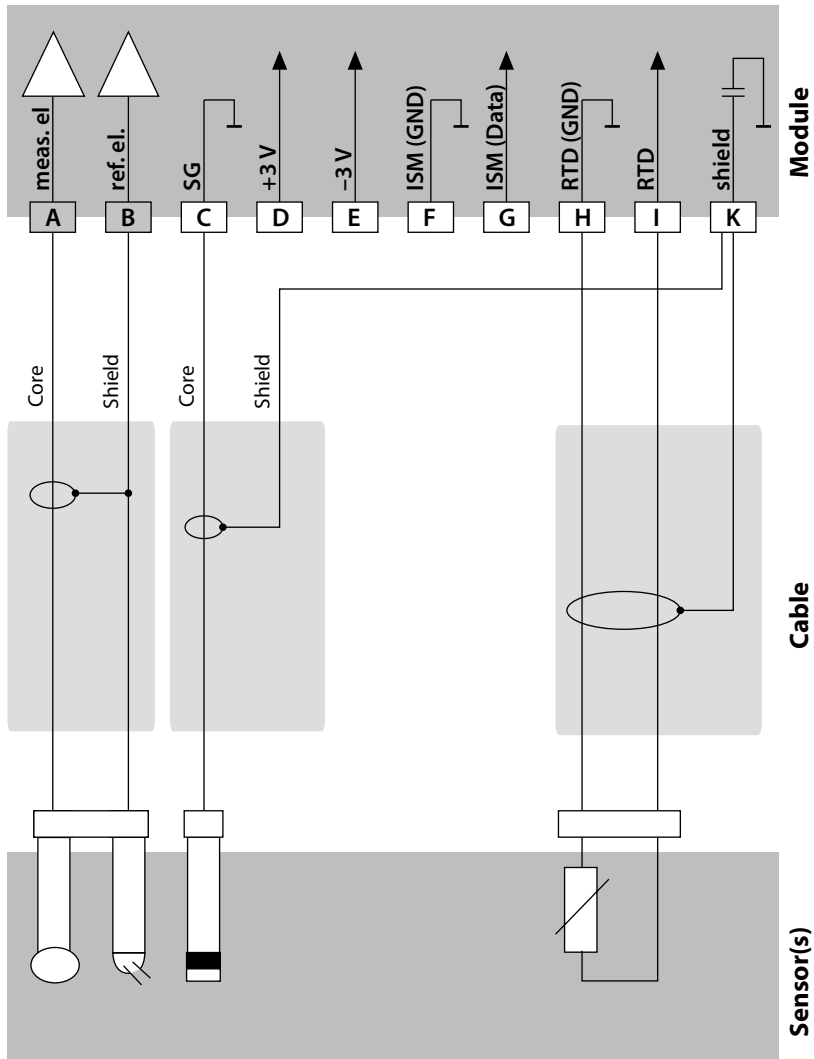 meas. el
ref. el.
SG
+3 V
–3 V
ISM (GND)
ISM (Data)
RTD (GND)
RTD
shield
Module
A
B
C
D
E
F
G
H
I
K
Core
Shield
Core
Shield
Cable
Sensor(s)